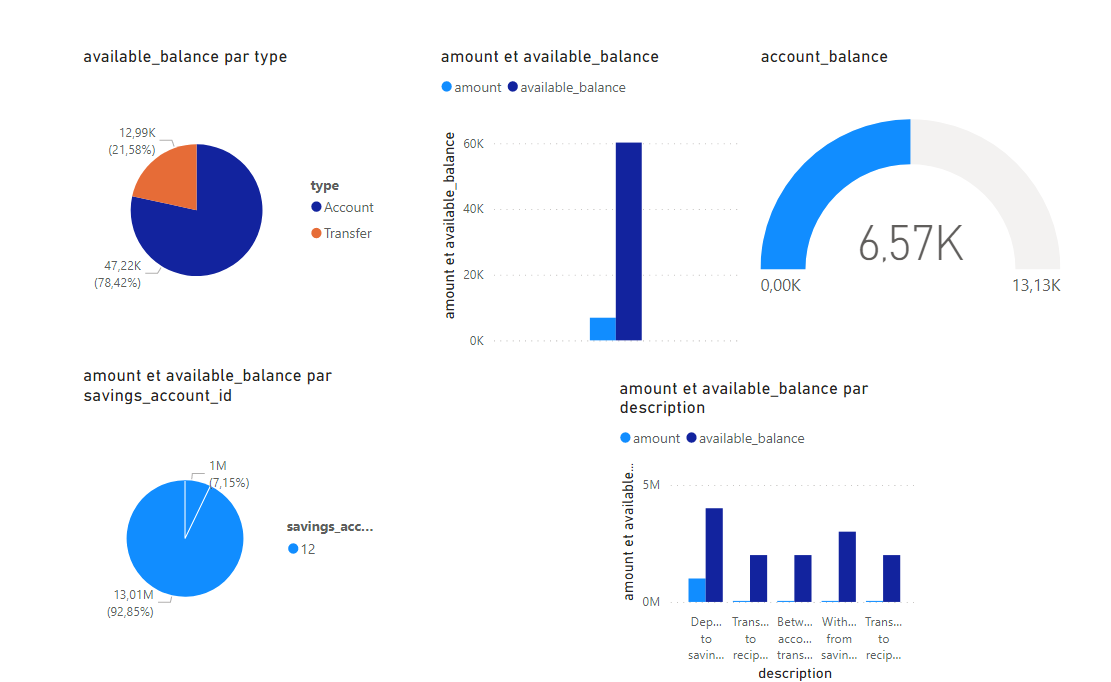 available_balance par type
12,99K
(21,58%)
47,22K
(78,42%)
type
Account
Transfer
amount et available_balance
amount available_balance
amount et available_balance
60K
40K
20K
0K
account_balance
6,57K
0,00K
13,13K
amount et available_balance par
savings_account_id
1M
(7,15%)
13,01M
(92,85%)
savings_acc...
12
amount et available_balance par
description
amount available_balance
amount et available...
5M
0M
Dep...
to
savin...
Trans...
to
recip...
Betw...
acco...
trans...
With...
from
savin...
Trans...
to
recip...
description